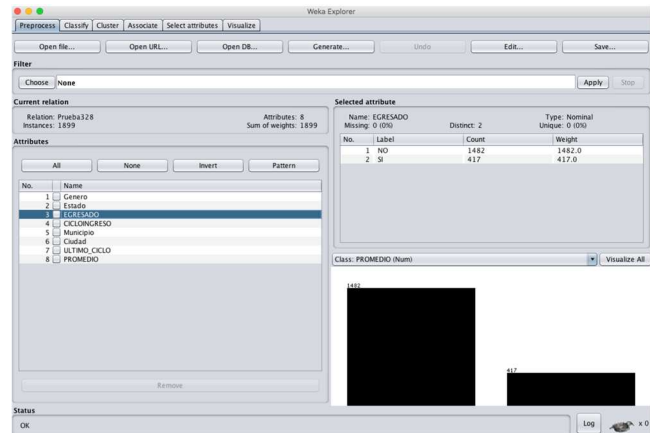 Weka Explorer
Preprocess Classify Cluster Associate Select attributes Visualize
Open file... Open URL... Open DB... Generate... Undo Edit... Save...
Filter
Choose None Apply Stop
Current relation
Relation: Prueba328 Attributes: 8
Instances: 1899 Sum of weights: 1899
Attributes
All None Invert Pattern
No. Name
1 Genero
2 Estado
3 EGRESADO
4 CICLOINGRESO
5 Municipio
6 Ciudad
7 ULTIMO_CICLO
8 PROMEDIO
Remove
Selected attribute
Name: EGRESADO Type: Nominal
Missing: 0 (0%) Distinct: 2 Unique: 0 (0%)
No. Label Count Weight
1 NO 1482 1482.0
2 SI 417 417.0
Class: PROMEDIO (Num) Visualize All
1482
417
Status
OK
Log x 0